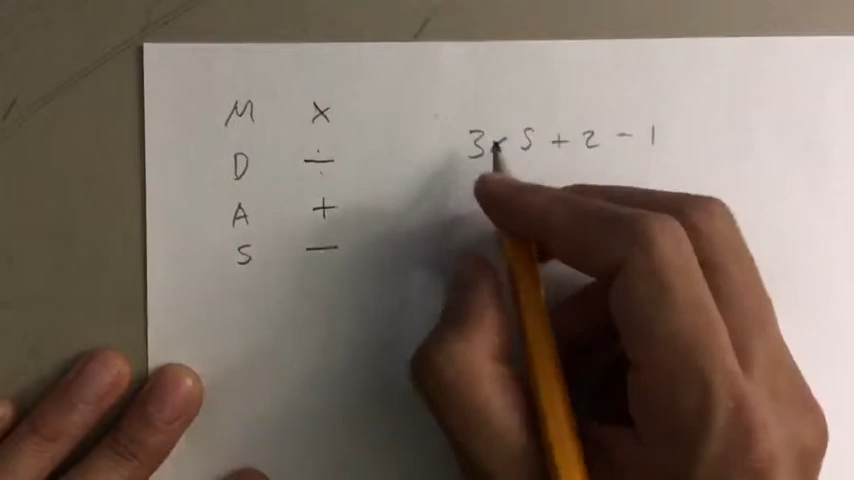 M ×
D ÷
A +
S −
3 × 5 + 2 − 1